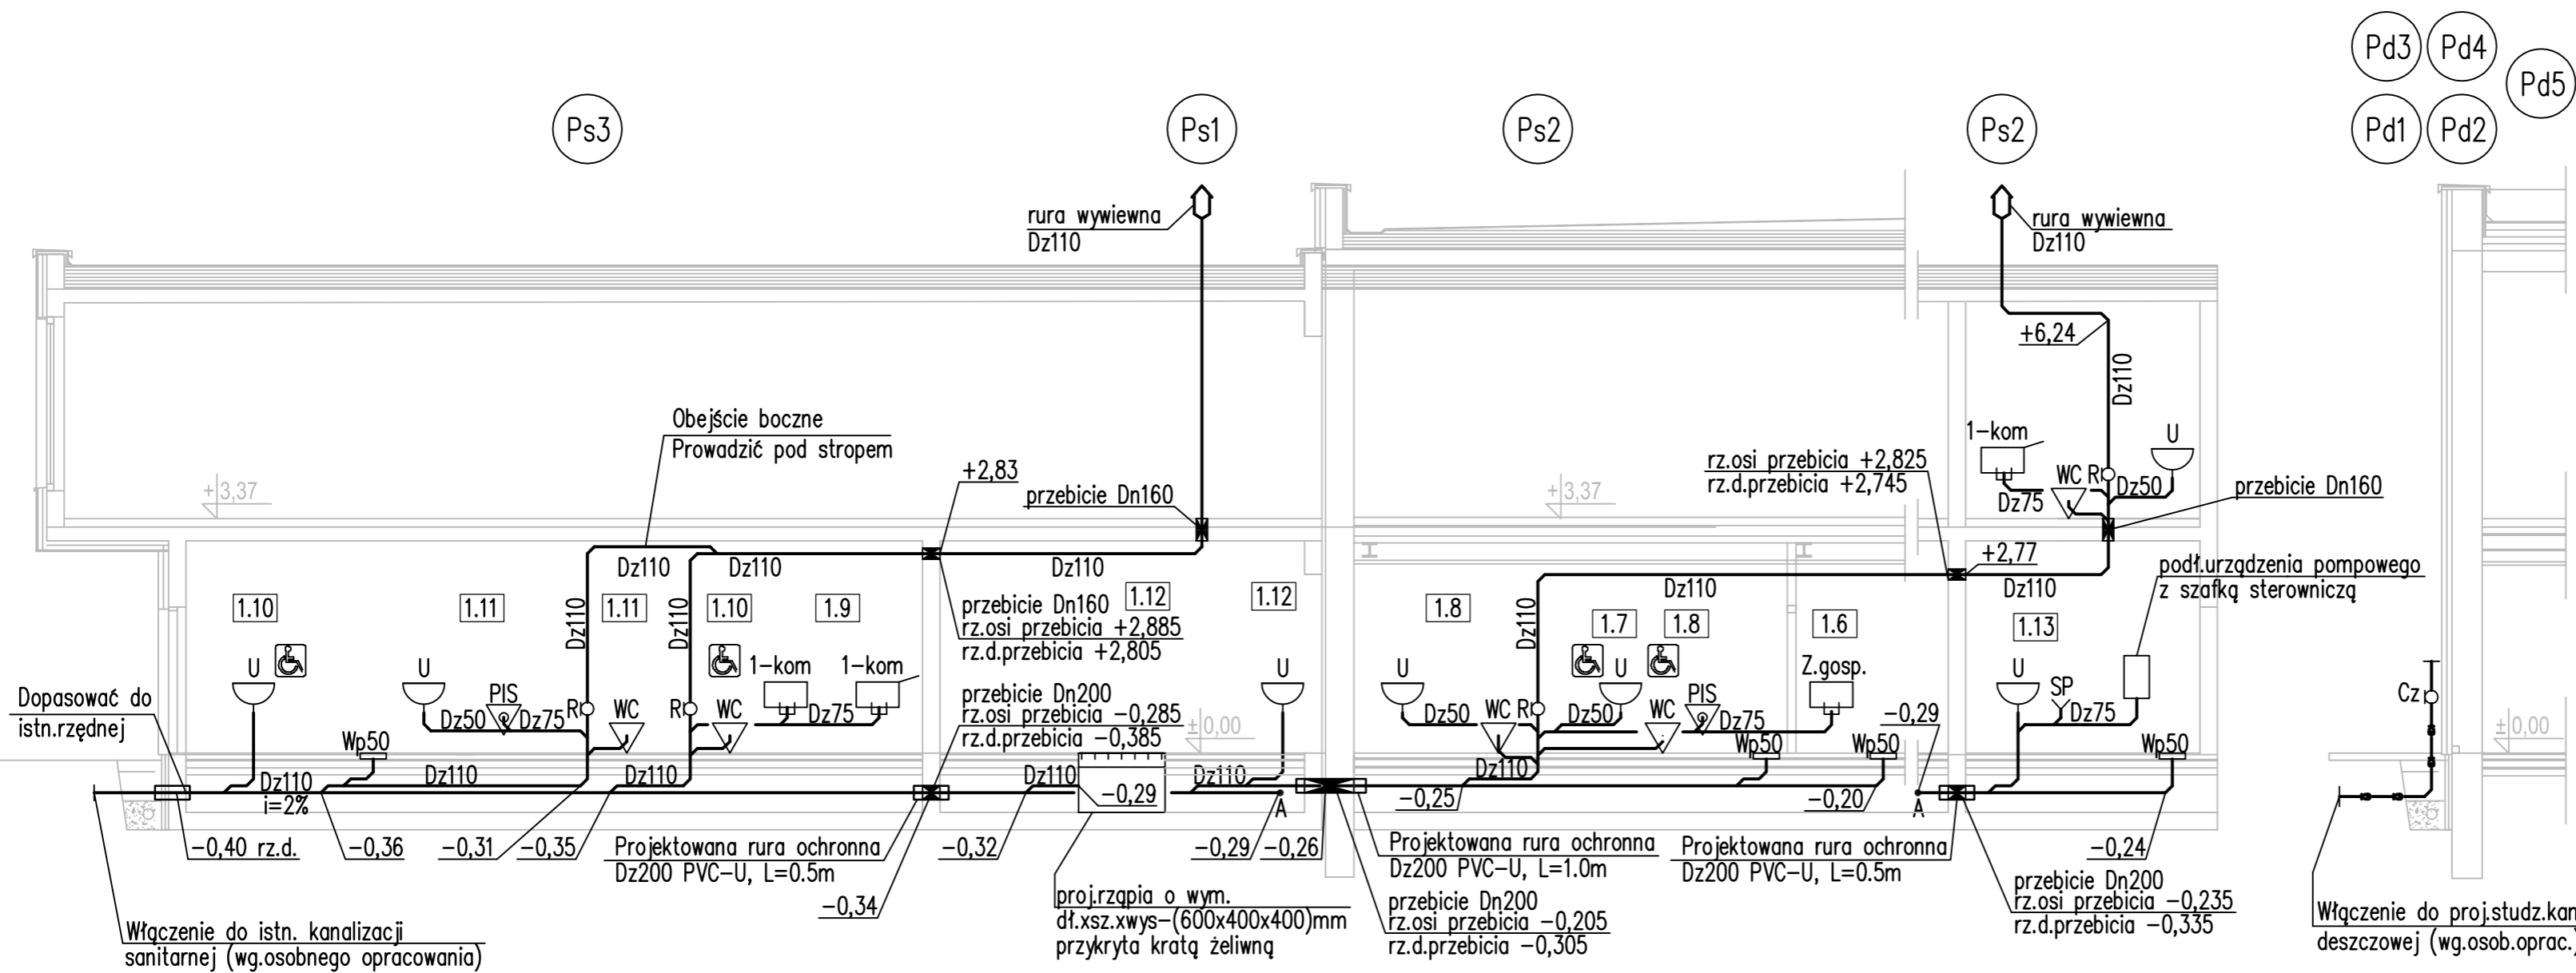 Pd3
Pd4
Pd5
Ps3
Ps1
Ps2
Ps2
Pd1
Pd2
rura wywiewna
Dz110
rura wywiewna
Dz110
+6,24
Dz110
Obejście boczne
Prowadzić pod stropem
+2,83
przebicie Dn160
+3,37
+3,37
rz.osi przebicia +2,825
rz.d.przebicia +2,745
1-kom
U
WC
R
Dz75
Dz50
przebicie Dn160
Dz110
Dz110
Dz110
Dz110
Dz110
+2,77
podł.urządzenia pompowego
z szafką sterowniczą
1.10
1.11
1.11
1.10
1.9
1.12
1.12
1.8
1.7
1.8
1.6
1.13
Dz110
Dz110
Dz110
przebicie Dn160
rz.osi przebicia +2,885
rz.d.przebicia +2,805
U
U
PIS
Dz50
Dz75
R
WC
R
WC
1-kom
1-kom
Dz75
przebicie Dn200
rz.osi przebicia -0,285
rz.d.przebicia -0,385
±0,00
U
U
Dz50
WC
R
Dz50
U
WC
PIS
Dz75
Z.gosp.
-0,29
U
SP
Dz75
Cz
±0,00
Dopasować do
istn.rzędnej
Wp50
Wp50
Wp50
Wp50
Dz110
i=2%
Dz110
Dz110
Dz110
-0,29
Dz110
A
Dz110
-0,25
-0,20
A
-0,40 rz.d.
-0,36
-0,31
-0,35
Projektowana rura ochronna
Dz200 PVC-U, L=0.5m
-0,34
-0,32
-0,29
-0,26
Projektowana rura ochronna
Dz200 PVC-U, L=1.0m
Projektowana rura ochronna
Dz200 PVC-U, L=0.5m
-0,24
przebicie Dn200
rz.osi przebicia -0,235
rz.d.przebicia -0,335
proj.rząpia o wym.
dł.xsz.xwys-(600x400x400)mm
przykryta kratą żeliwną
przebicie Dn200
rz.osi przebicia -0,205
rz.d.przebicia -0,305
Włączenie do istn. kanalizacji
sanitarnej (wg.osobnego opracowania)
Włączenie do proj.studz.kan
deszczowej (wg.osob.oprac.)